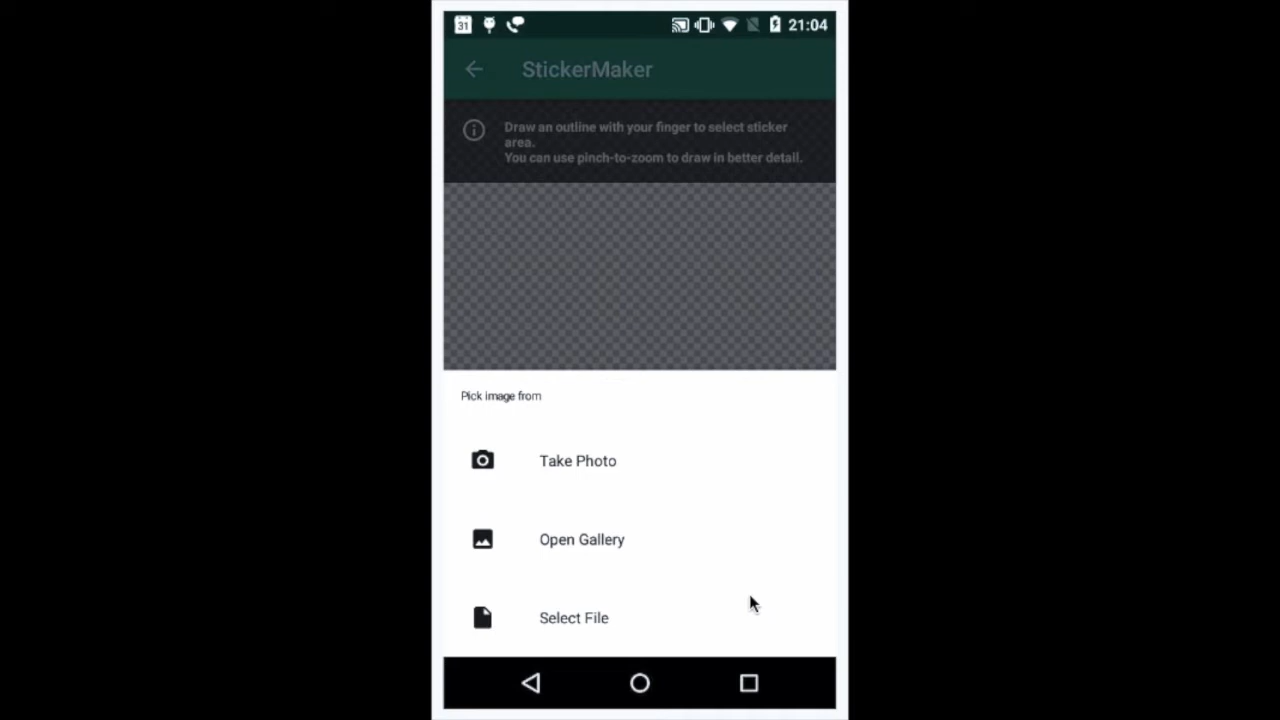 31
21:04
StickerMaker
Draw an outline with your finger to select sticker
area.
You can use pinch-to-zoom to draw in better detail.
Pick image from
Take Photo
Open Gallery
Select File